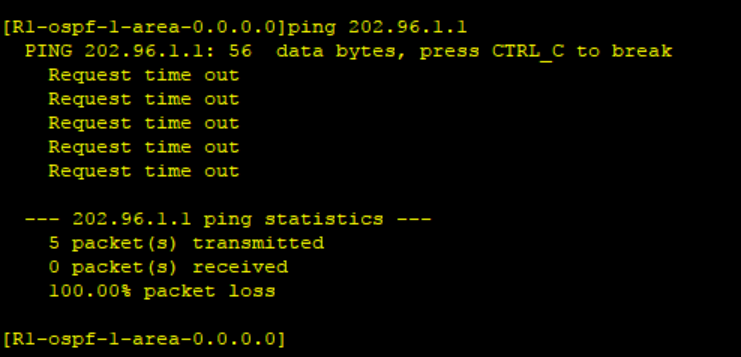 [R1-ospf-1-area-0.0.0.0]ping 202.96.1.1
PING 202.96.1.1: 56  data bytes, press CTRL_C to break
Request time out
Request time out
Request time out
Request time out
Request time out
--- 202.96.1.1 ping statistics ---
5 packet(s) transmitted
0 packet(s) received
100.00% packet loss
[R1-ospf-1-area-0.0.0.0]